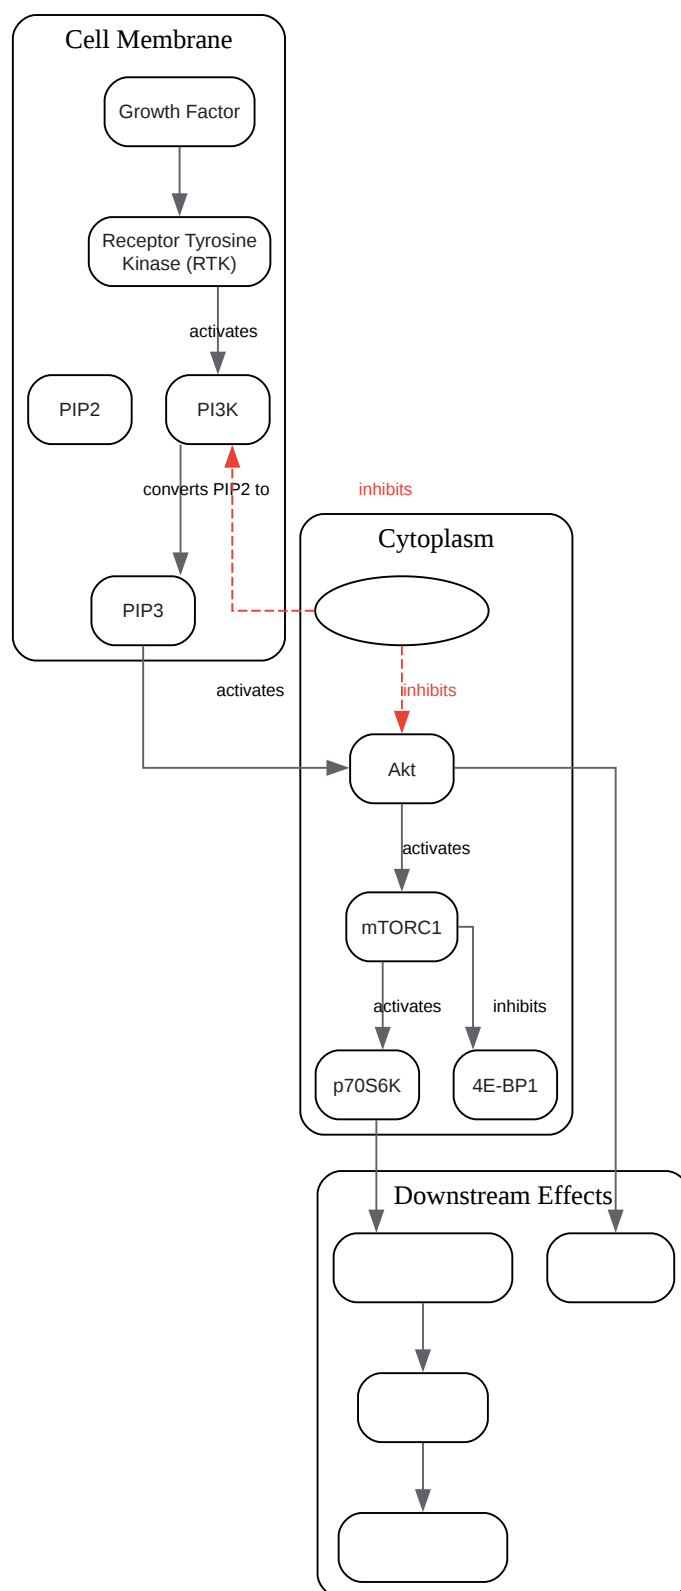 Cell Membrane
Growth Factor
Receptor Tyrosine
Kinase (RTK)
activates
PIP2
PI3K
converts PIP2 to
inhibits
Cytoplasm
PIP3
activates
inhibits
Akt
activates
mTORC1
activates
inhibits
p70S6K
4E-BP1
Downstream Effects